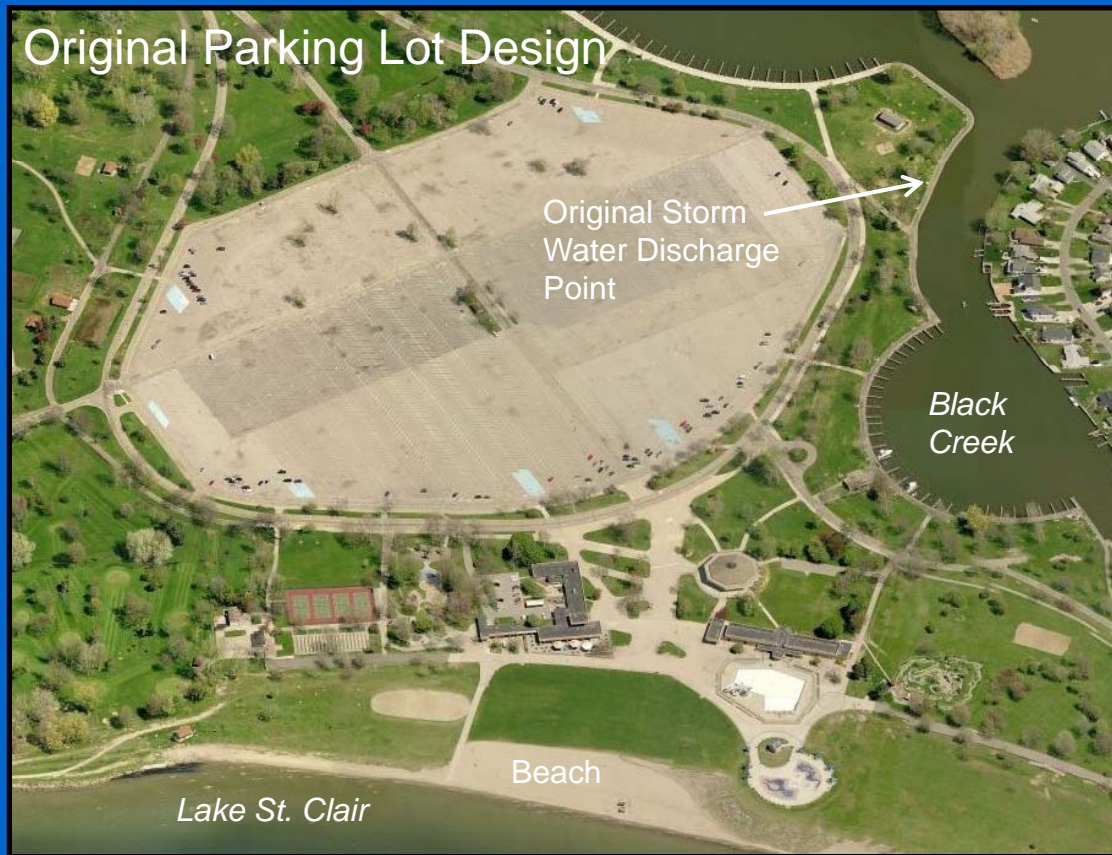 Original Parking Lot Design
Original Storm
Water Discharge
Point
Black
Creek
Beach
Lake St. Clair